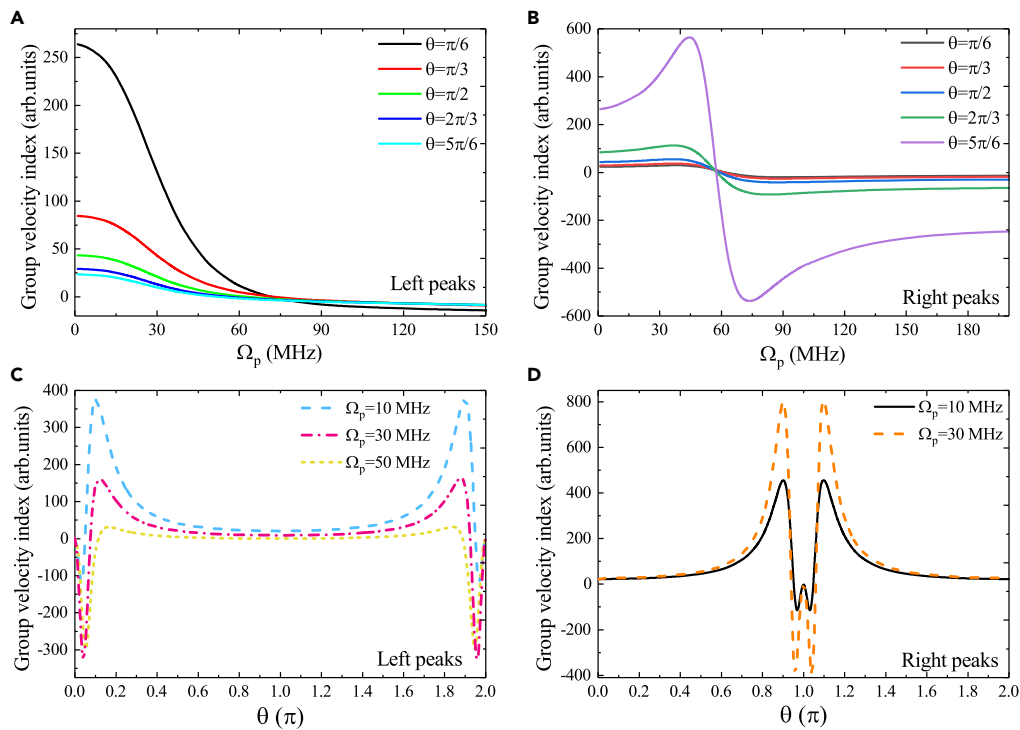 A
Group velocity index (arb.units)
250
200
150
100
50
0
θ=π/6
θ=π/3
θ=π/2
θ=2π/3
θ=5π/6
Left peaks
0 30 60 90 120 150
Ωp (MHz)
B
Group velocity index (arb.units)
600
400
200
0
-200
-400
-600
θ=π/6
θ=π/3
θ=π/2
θ=2π/3
θ=5π/6
Right peaks
0 30 60 90 120 150 180
Ωp (MHz)
C
Group velocity index (arb.units)
400
300
200
100
0
-100
-200
-300
Ωp=10 MHz
Ωp=30 MHz
Ωp=50 MHz
Left peaks
0.0 0.2 0.4 0.6 0.8 1.0 1.2 1.4 1.6 1.8 2.0
θ (π)
D
Group velocity index (arb.units)
800
600
400
200
0
-200
-400
Ωp=10 MHz
Ωp=30 MHz
Right peaks
0.0 0.2 0.4 0.6 0.8 1.0 1.2 1.4 1.6 1.8 2.0
θ (π)